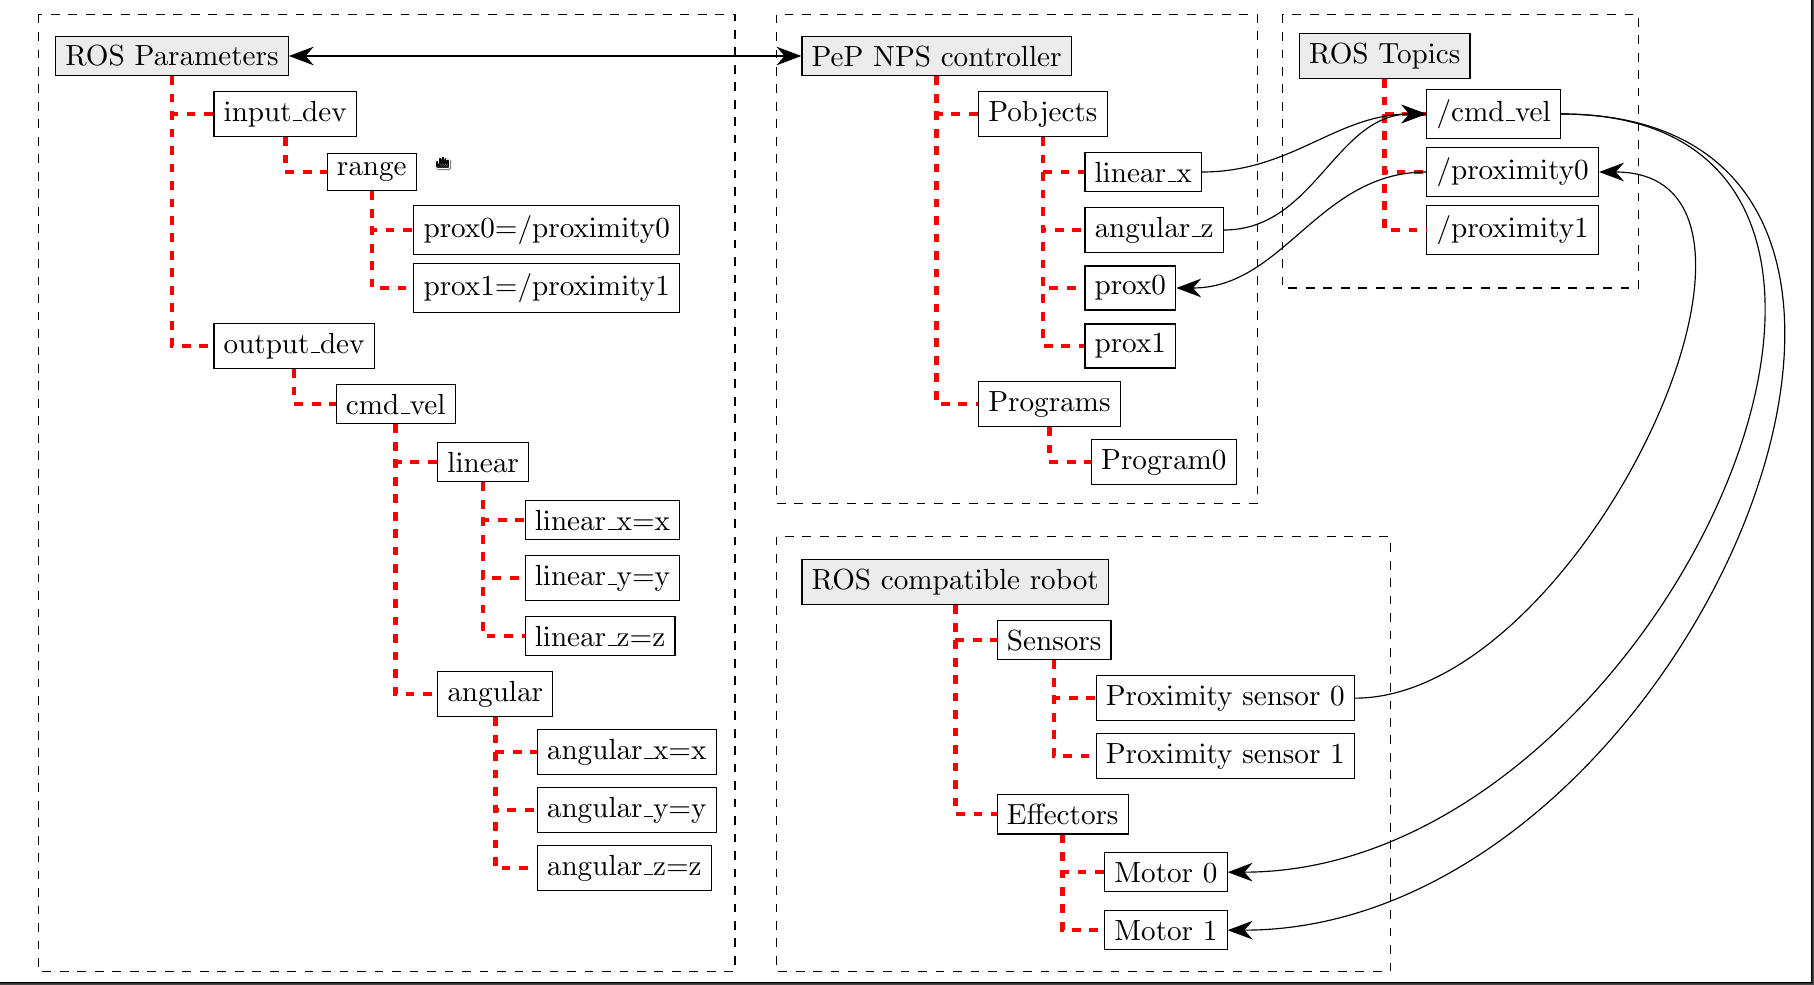 ROS Parameters
input_dev
range
prox0=/proximity0
prox1=/proximity1
output_dev
cmd_vel
linear
linear_x=x
linear_y=y
linear_z=z
angular
angular_x=x
angular_y=y
angular_z=z
PeP NPS controller
Pobjects
linear_x
angular_z
prox0
prox1
Programs
Program0
ROS Topics
/cmd_vel
/proximity0
/proximity1
ROS compatible robot
Sensors
Proximity sensor 0
Proximity sensor 1
Effectors
Motor 0
Motor 1